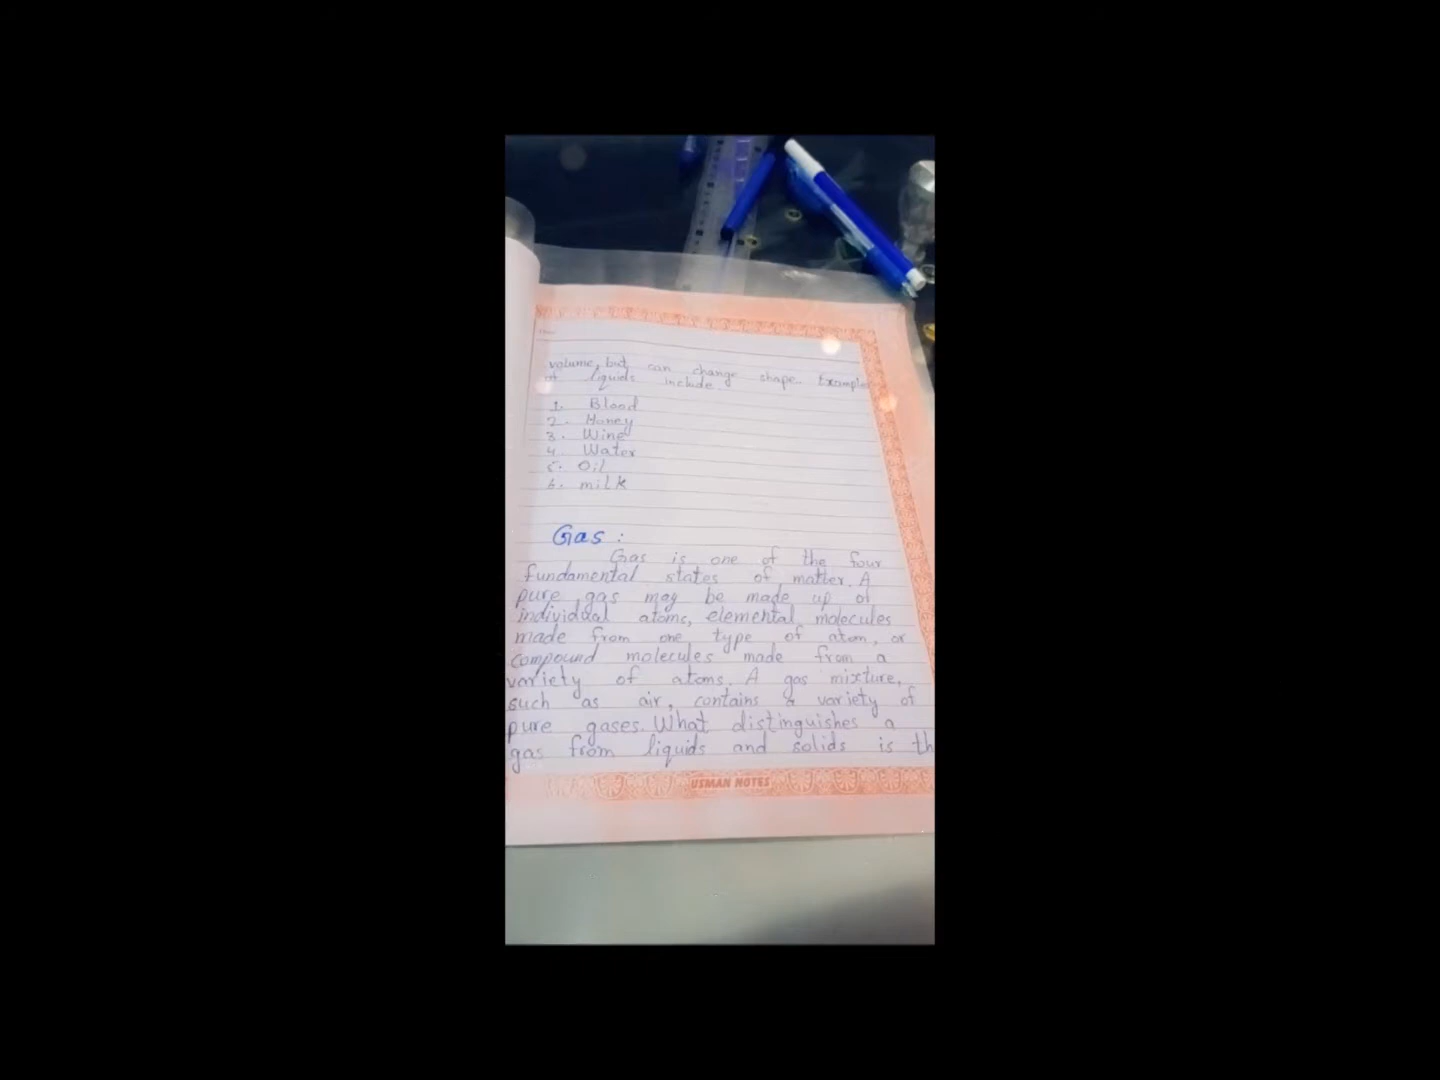 volume, but can change shape. Examples
of liquids include
1. Blood
2. Honey
3. Wine
4. Water
5. Oil
6. milk
Gas :
Gas is one of the four
fundamental states of matter. A
pure gas may be made up of
individual atoms, elemental molecules
made from one type of atom, or
compound molecules made from a
variety of atoms. A gas mixture,
such as air, contains a variety of
pure gases. What distinguishes a
gas from liquids and solids is th
USMAN NOTES